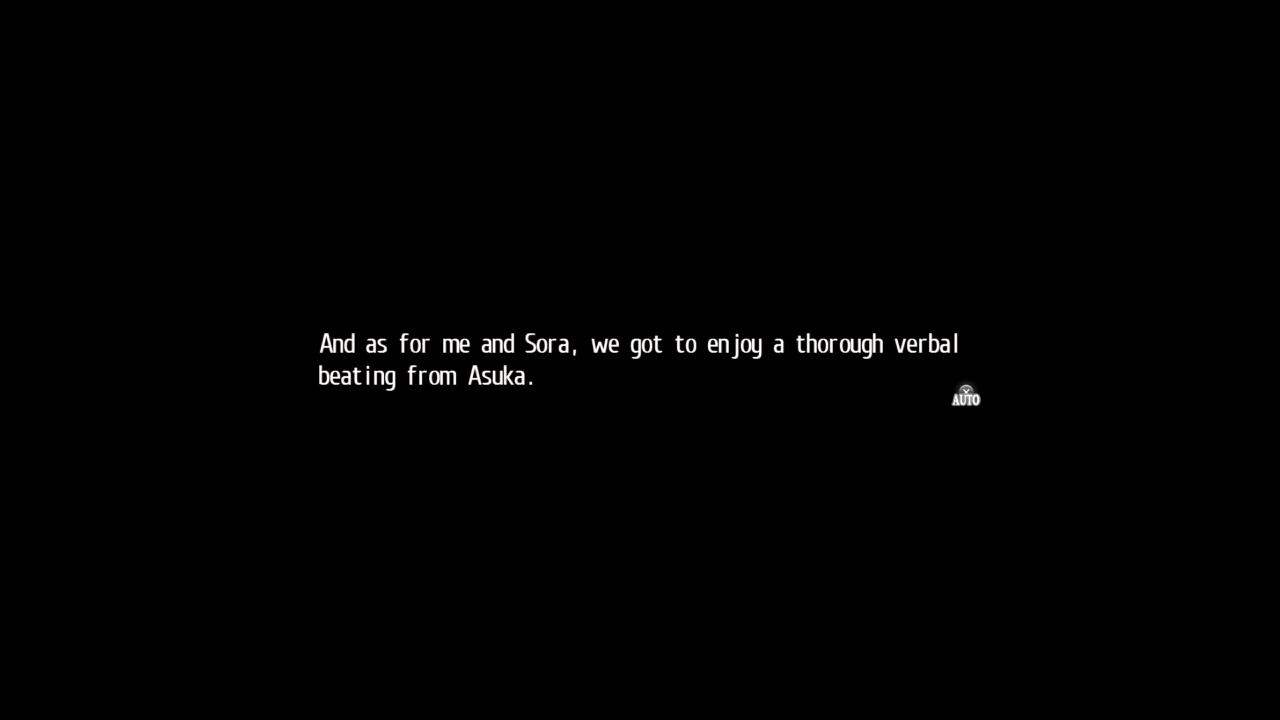 And as for me and Sora, we got to enjoy a thorough verbal
beating from Asuka.
AUTO